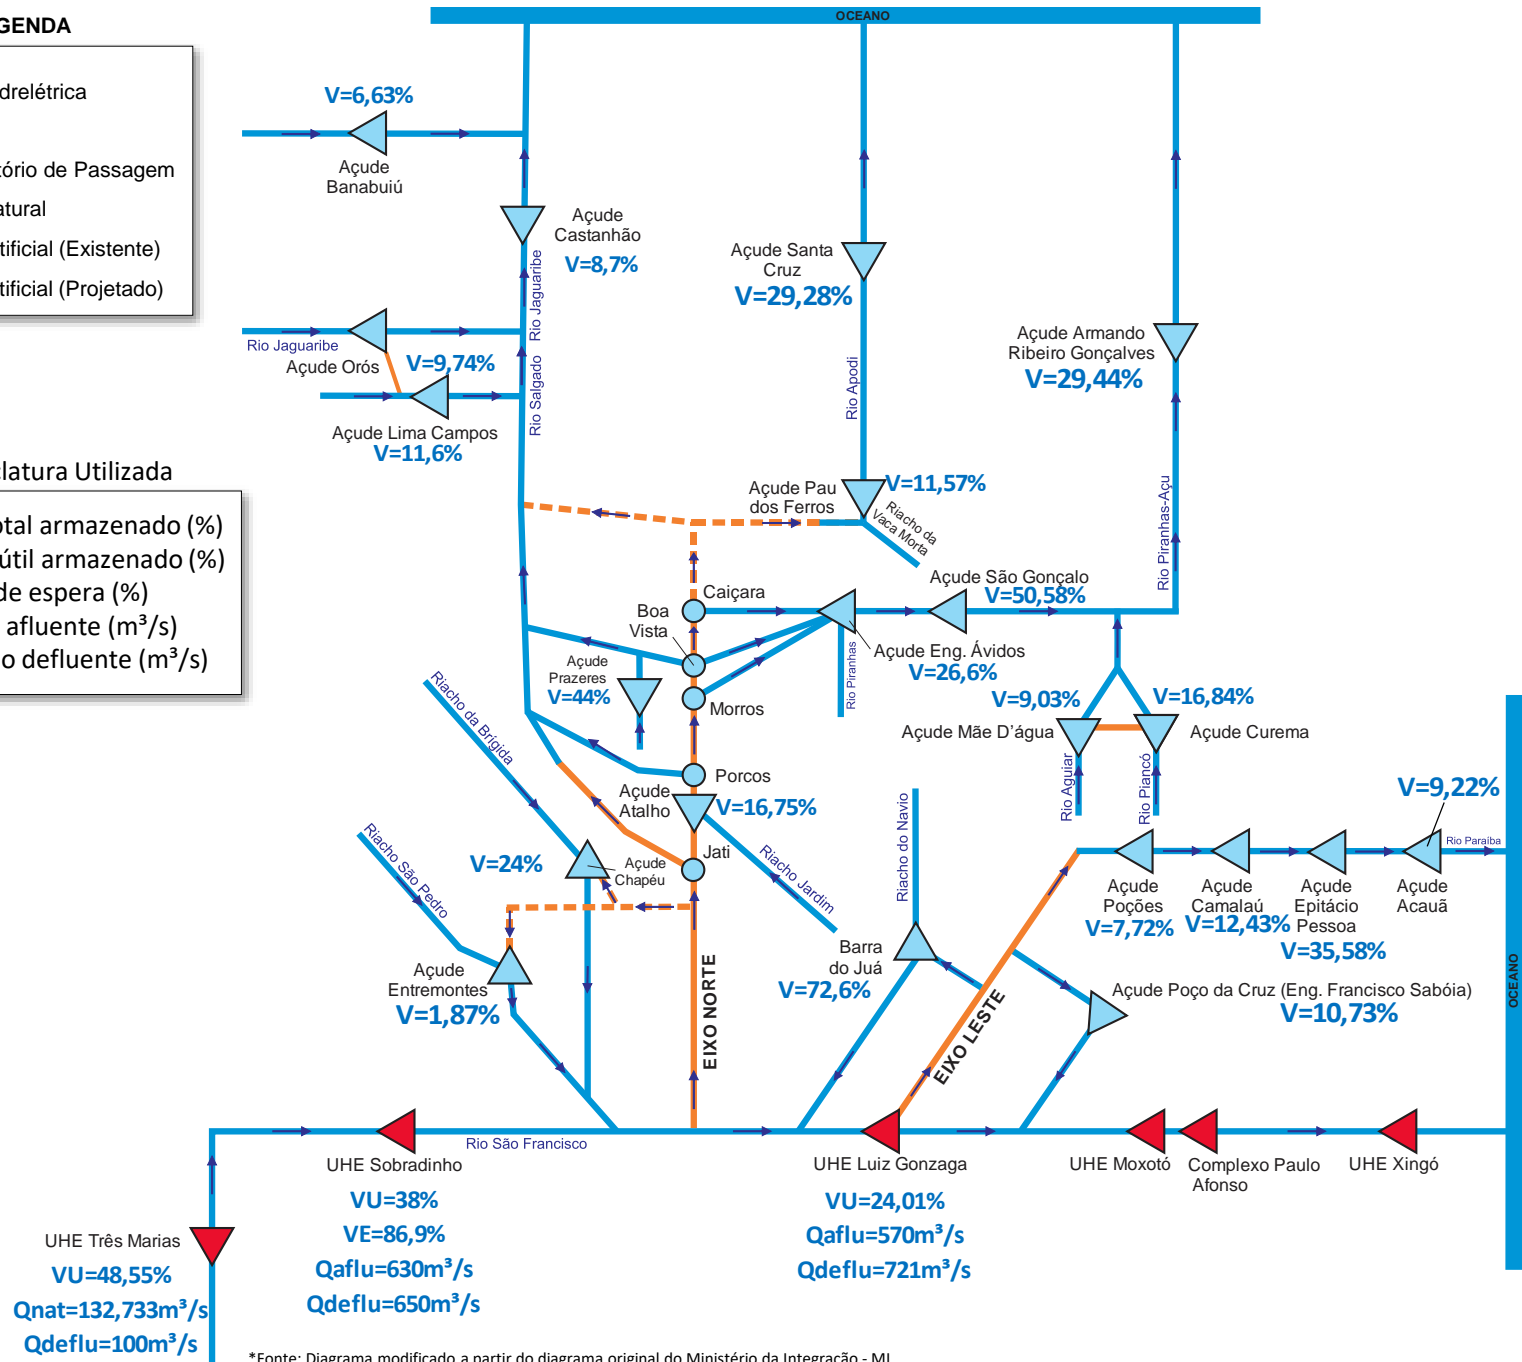 OCEANO
GENDA
drelétrica
tório de Passagem
atural
tificial (Existente)
tificial (Projetado)
V=6,63%
Açude
Banabuiú
Açude
Castanhão
V=8,7%
Rio Jaguaribe
Açude Santa
Cruz
V=29,28%
Açude Armando
Ribeiro Gonçalves
V=29,44%
Rio Jaguaribe
Açude Orós
V=9,74%
Rio Salgado
Rio Apodi
Açude Lima Campos
V=11,6%
clatura Utilizada
otal armazenado (%)
útil armazenado (%)
de espera (%)
afluente (m³/s)
o defluente (m³/s)
Açude Pau
dos Ferros
V=11,57%
Riacho da
Vaca Morta
Rio Piranhas-Açu
Caiçara
Boa
Vista
Açude São Gonçalo
V=50,58%
Açude Eng. Ávidos
V=26,6%
Rio Piranhas
Açude
Prazeres
V=44%
Morros
Riacho da Brígida
V=9,03%
V=16,84%
Açude Mãe D'água
Açude Curema
Rio Aguiar
Rio Piancó
Porcos
Açude
Atalho
V=16,75%
Jati
Riacho Jardim
Riacho do Navio
V=9,22%
Rio Paraiba
Riacho São Pedro
V=24%
Açude
Chapéu
Açude
Poções
V=7,72%
Açude
Camalaú
V=12,43%
Açude
Epitácio
Pessoa
V=35,58%
Açude
Acauã
Açude
Entremontes
V=1,87%
EIXO NORTE
Barra
do Juá
V=72,6%
EIXO LESTE
Açude Poço da Cruz (Eng. Francisco Sabóia)
V=10,73%
OCEANO
Rio São Francisco
UHE Sobradinho
VU=38%
VE=86,9%
Qaflu=630m³/s
Qdeflu=650m³/s
UHE Luiz Gonzaga
VU=24,01%
Qaflu=570m³/s
Qdeflu=721m³/s
UHE Moxotó
Complexo Paulo
Afonso
UHE Xingó
UHE Três Marias
VU=48,55%
Qnat=132,733m³/s
Qdeflu=100m³/s
*Fonte: Diagrama modificado a partir do diagrama original do Ministério da Integração - MI